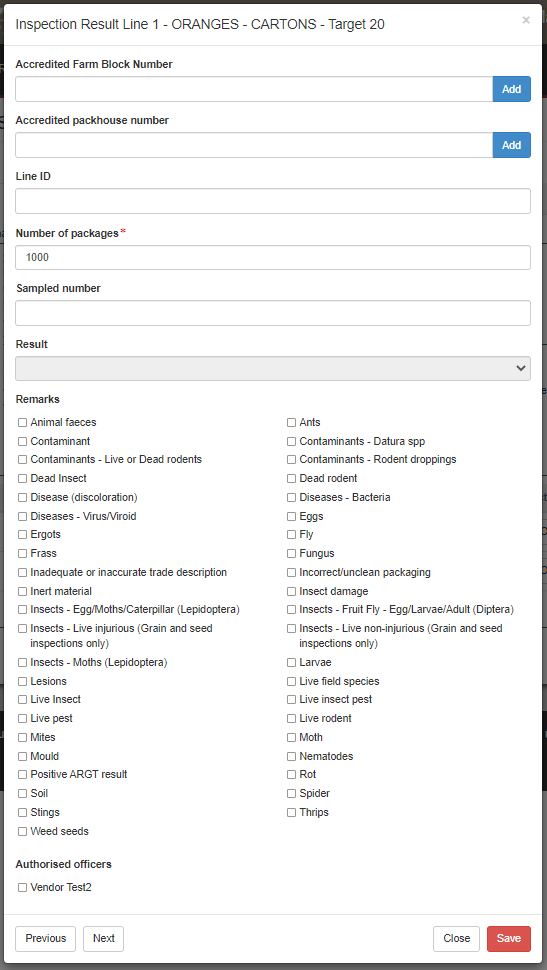 Inspection Result Line 1 - ORANGES - CARTONS - Target 20
×
Accredited Farm Block Number
Add
Accredited packhouse number
Add
Line ID
Number of packages*
1000
Sampled number
Result
Remarks
Animal faeces
Ants
Contaminant
Contaminants - Datura spp
Contaminants - Live or Dead rodents
Contaminants - Rodent droppings
Dead Insect
Dead rodent
Disease (discoloration)
Diseases - Bacteria
Diseases - Virus/Viroid
Eggs
Ergots
Fly
Frass
Fungus
Inadequate or inaccurate trade description
Incorrect/unclean packaging
Inert material
Insect damage
Insects - Egg/Moths/Caterpillar (Lepidoptera)
Insects - Fruit Fly - Egg/Larvae/Adult (Diptera)
Insects - Live injurious (Grain and seed
inspections only)
Insects - Live non-injurious (Grain and seed
inspections only)
Insects - Moths (Lepidoptera)
Larvae
Lesions
Live field species
Live Insect
Live insect pest
Live pest
Live rodent
Mites
Moth
Mould
Nematodes
Positive ARGT result
Rot
Soil
Spider
Stings
Thrips
Weed seeds
Authorised officers
Vendor Test2
Previous
Next
Close
Save